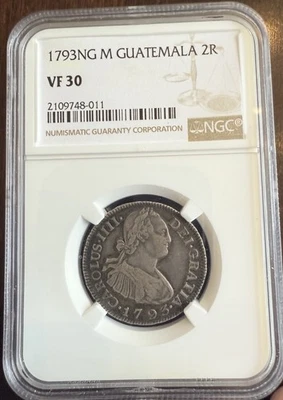 1793NG M GUATEMALA 2R
VF 30
2109748-011
NUMISMATIC GUARANTY CORPORATION
NGC
CAROLUS·IIII·
DEI·GRATIA·
·1793·